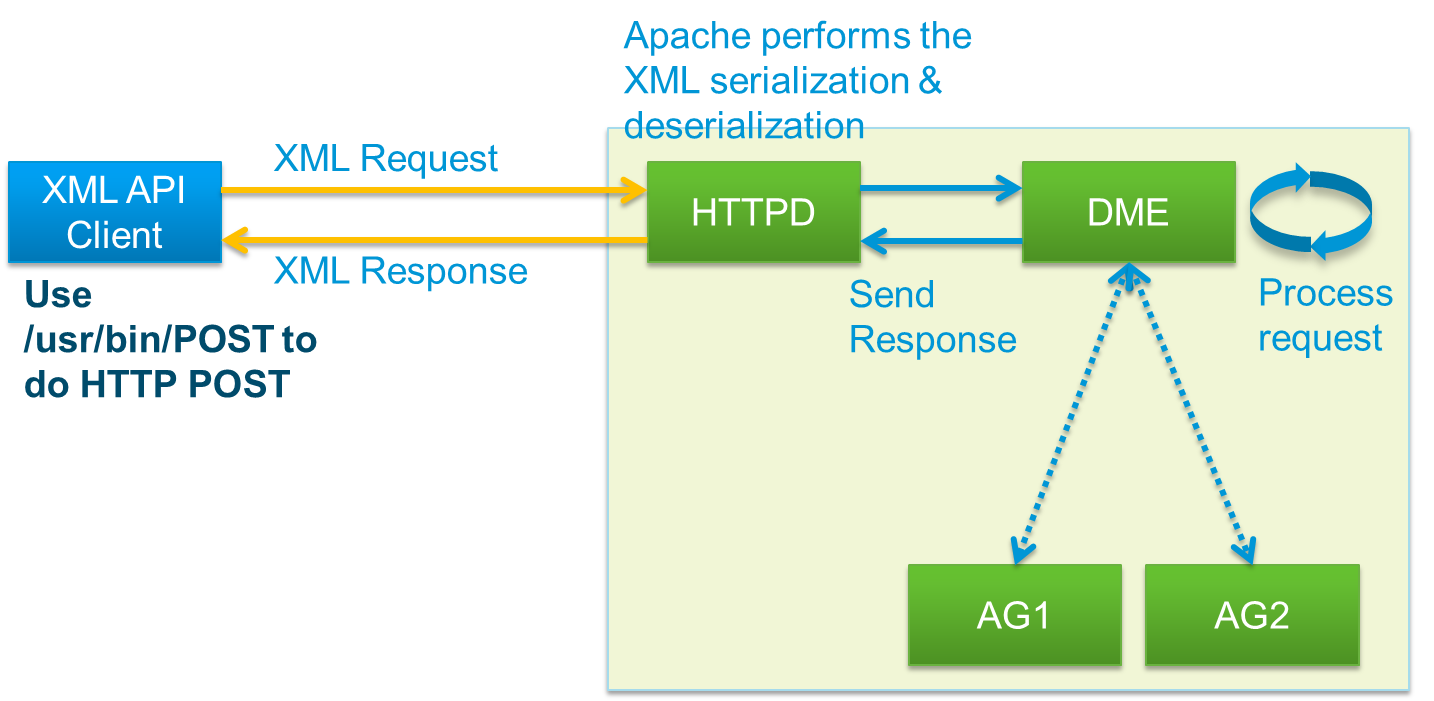 Apache performs the
XML serialization &
deserialization
XML Request
XML API
Client
HTTPD
DME
XML Response
Use
/usr/bin/POST to
do HTTP POST
Send
Response
Process
request
AG1
AG2